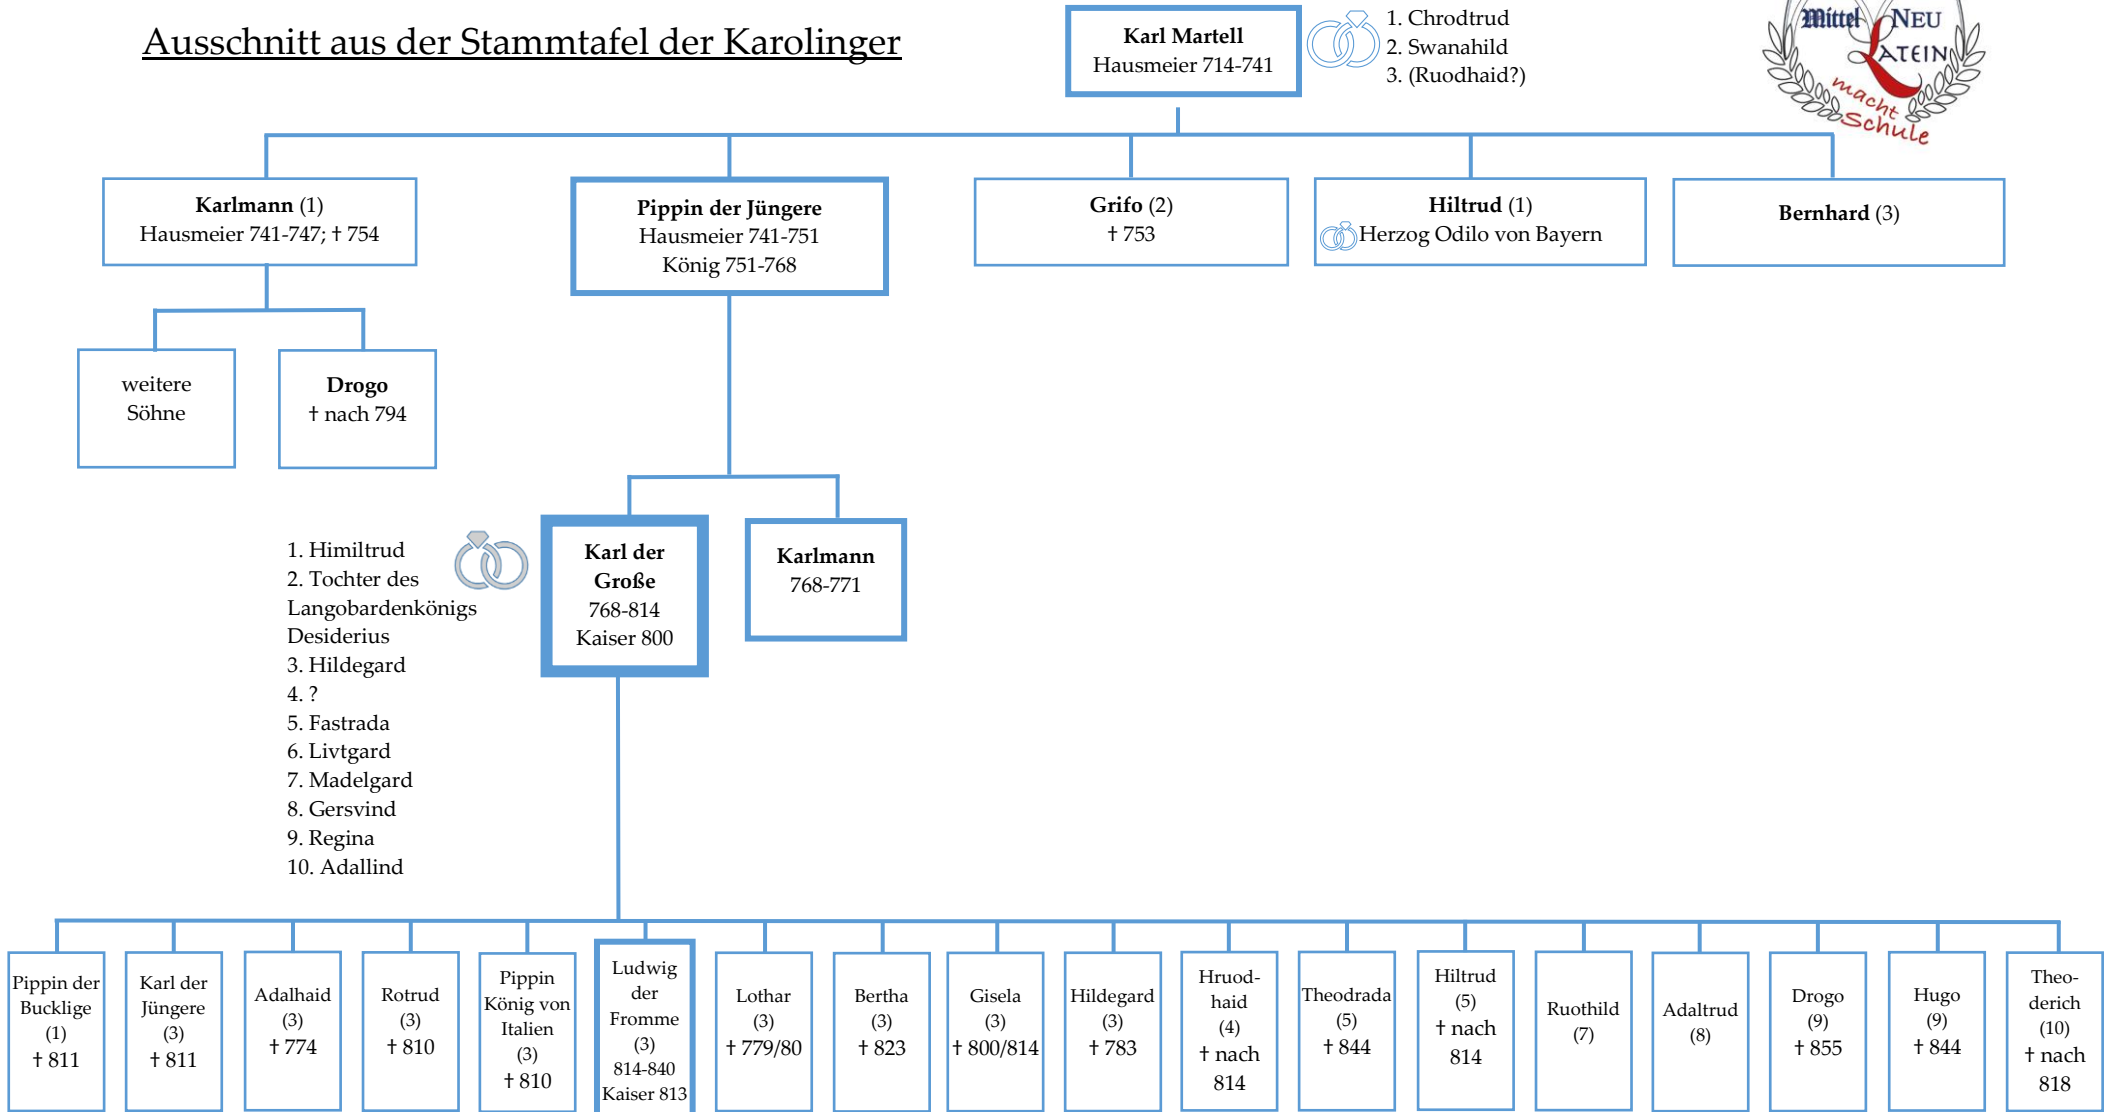 Ausschnitt aus der Stammtafel der Karolinger
Karl Martell
Hausmeier 714-741
1. Chrodtrud
2. Swanahild
3. (Ruodhaid?)
Mittel NEU
LATEIN
macht
Schule
Karlmann (1)
Hausmeier 741-747; † 754
Pippin der Jüngere
Hausmeier 741-751
König 751-768
Grifo (2)
† 753
Hiltrud (1)
Herzog Odilo von Bayern
Bernhard (3)
weitere
Söhne
Drogo
† nach 794
1. Himiltrud
2. Tochter des
Langobardenkönigs
Desiderius
3. Hildegard
4. ?
5. Fastrada
6. Livtgard
7. Madelgard
8. Gersvind
9. Regina
10. Adallind
Karl der
Große
768-814
Kaiser 800
Karlmann
768-771
Pippin der
Bucklige
(1)
† 811
Karl der
Jüngere
(3)
† 811
Adalhaid
(3)
† 774
Rotrud
(3)
† 810
Pippin
König von
Italien
(3)
† 810
Ludwig
der
Fromme
(3)
814-840
Kaiser 813
Lothar
(3)
† 779/80
Bertha
(3)
† 823
Gisela
(3)
† 800/814
Hildegard
(3)
† 783
Hruod-
haid
(4)
† nach
814
Theodrada
(5)
† 844
Hiltrud
(5)
† nach
814
Ruothild
(7)
Adaltrud
(8)
Drogo
(9)
† 855
Hugo
(9)
† 844
Theo-
derich
(10)
† nach
818